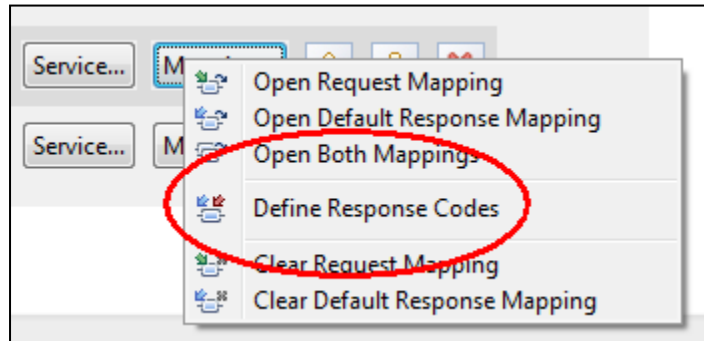 Service...
Open Request Mapping
Open Default Response Mapping
Service...
Open Both Mappings
Define Response Codes
Clear Request Mapping
Clear Default Response Mapping